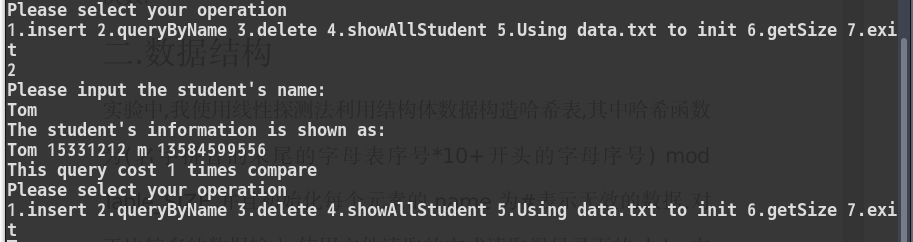 Please select your operation
1.insert 2.queryByName 3.delete 4.showAllStudent 5.Using data.txt to init 6.getSize 7.exi
t
二.数据结构
2
Please input the student's name:
Tom
实验中,我使用线性探测法利用结构体数据构造哈希表,其中哈希函数
The student's information is shown as:
Tom 15331212 m 13584599556
尾的字母表序号*10+开头的字母序号) mod
This query cost 1 times compare
Please select your operation
1.insert 2.queryByName 3.delete 4.showAllStudent 5.Using data.txt to init 6.getSize 7.exi
t